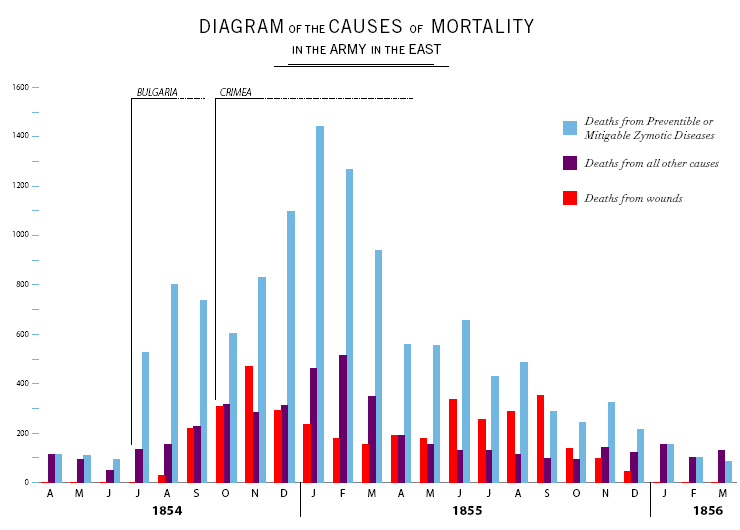 DIAGRAM OF THE CAUSES OF MORTALITY
IN THE ARMY IN THE EAST
1600
BULGARIA
CRIMEA
Deaths from Preventible or
Mitigable Zymotic Diseases
1400
Deaths from all other causes
1200
Deaths from wounds
1000
800
600
400
200
0
A M J J A S O N D J F M A M J J A S O N D J F M
1854 1855 1856